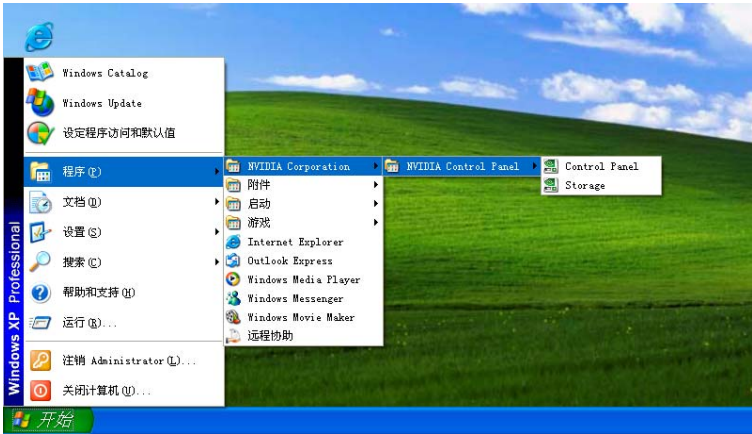 Windows Catalog
Windows Update
设定程序访问和默认值
程序(P)
文档(D)
设置(S)
搜索(C)
帮助和支持(H)
运行(R)...
注销 Administrator(L)...
关闭计算机(U)...
Windows XP Professional
开始
NVIDIA Corporation
附件
启动
游戏
Internet Explorer
Outlook Express
Windows Media Player
Windows Messenger
Windows Movie Maker
远程协助
NVIDIA Control Panel
Control Panel
Storage